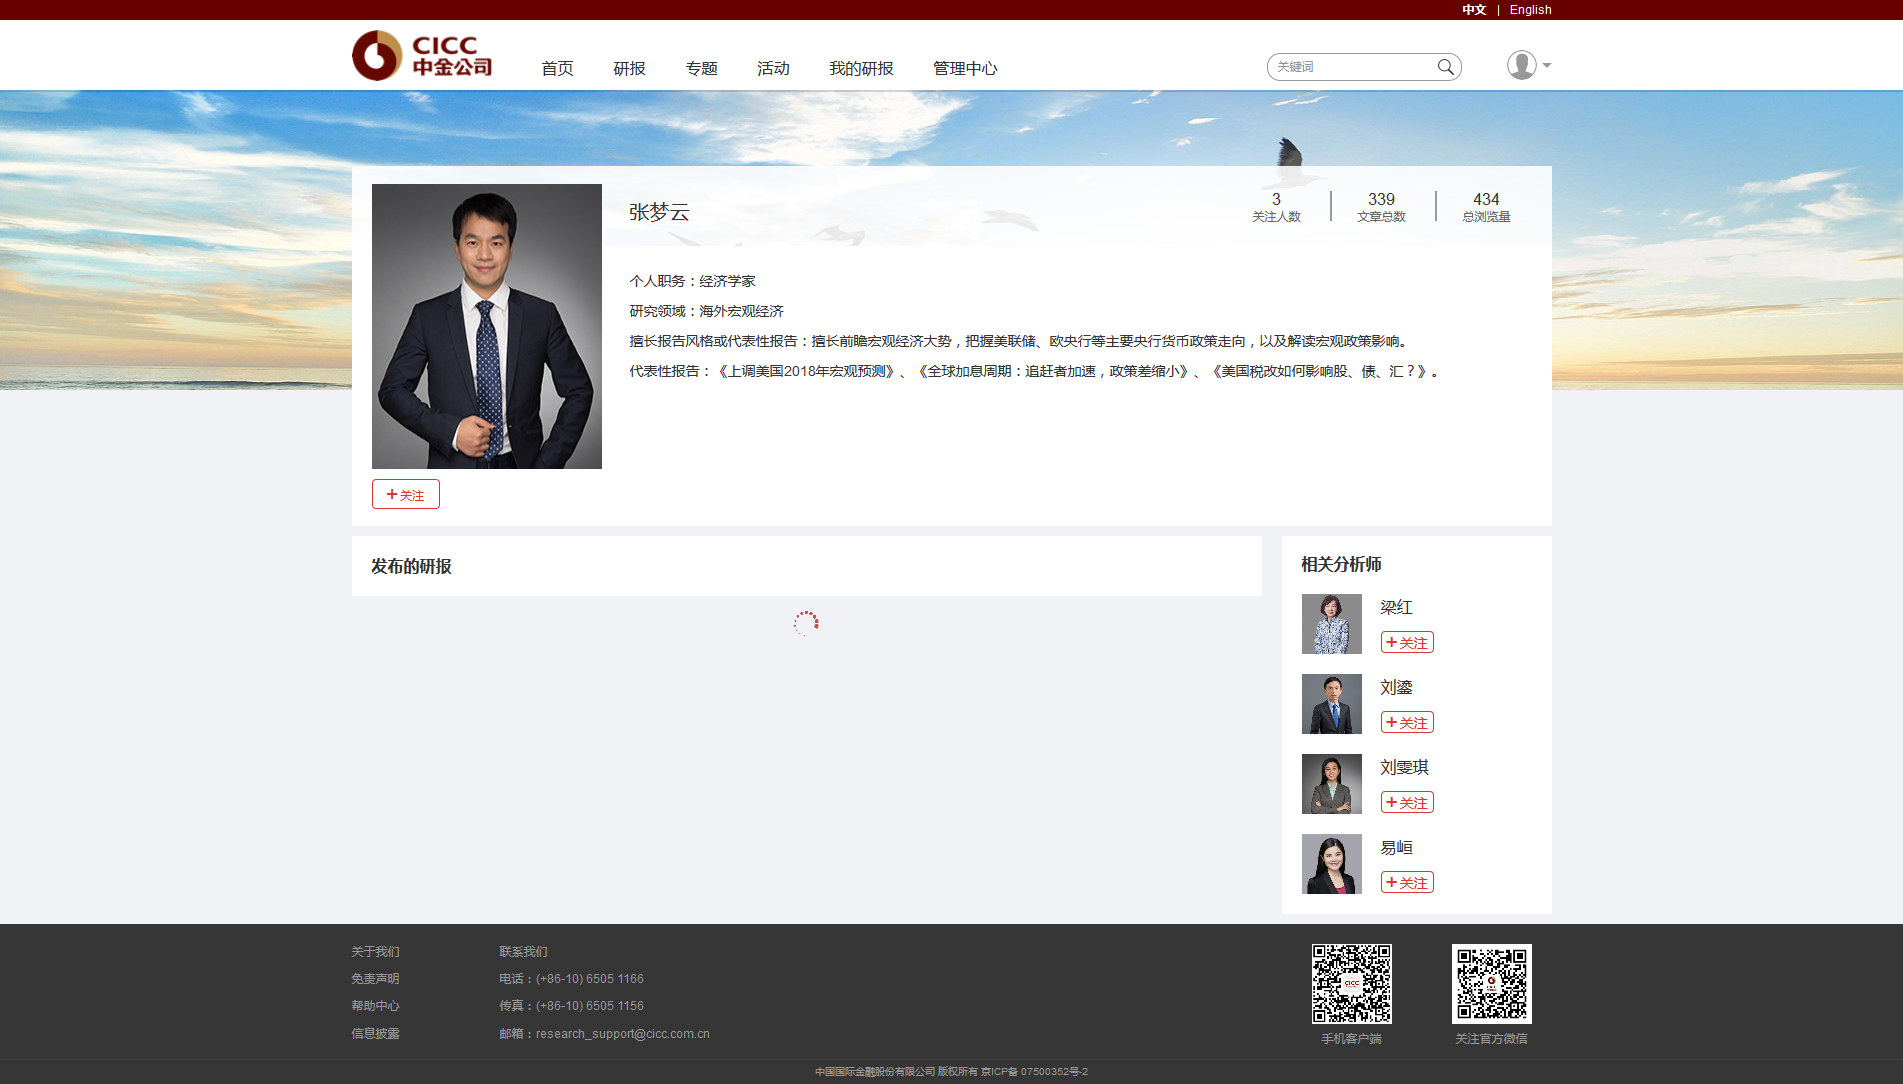 中文 | English
CICC
中金公司
首页 研报 专题 活动 我的研报 管理中心
关键词
张梦云
3 339 434
关注人数 文章总数 总浏览量
个人职务：经济学家
研究领域：海外宏观经济
擅长报告风格或代表性报告：擅长前瞻宏观经济大势，把握美联储、欧央行等主要央行货币政策走向，以及解读宏观政策影响。
代表性报告：《上调美国2018年宏观预测》、《全球加息周期：追赶者加速，政策差缩小》、《美国税改如何影响股、债、汇？》。
+关注
发布的研报
相关分析师
梁红
+关注
刘鎏
+关注
刘雯琪
+关注
易峘
+关注
关于我们
免责声明
帮助中心
信息披露
联系我们
电话：(+86-10) 6505 1166
传真：(+86-10) 6505 1156
邮箱：research_support@cicc.com.cn
手机客户端
关注官方微信
中国国际金融股份有限公司 版权所有 京ICP备 07500352号-2